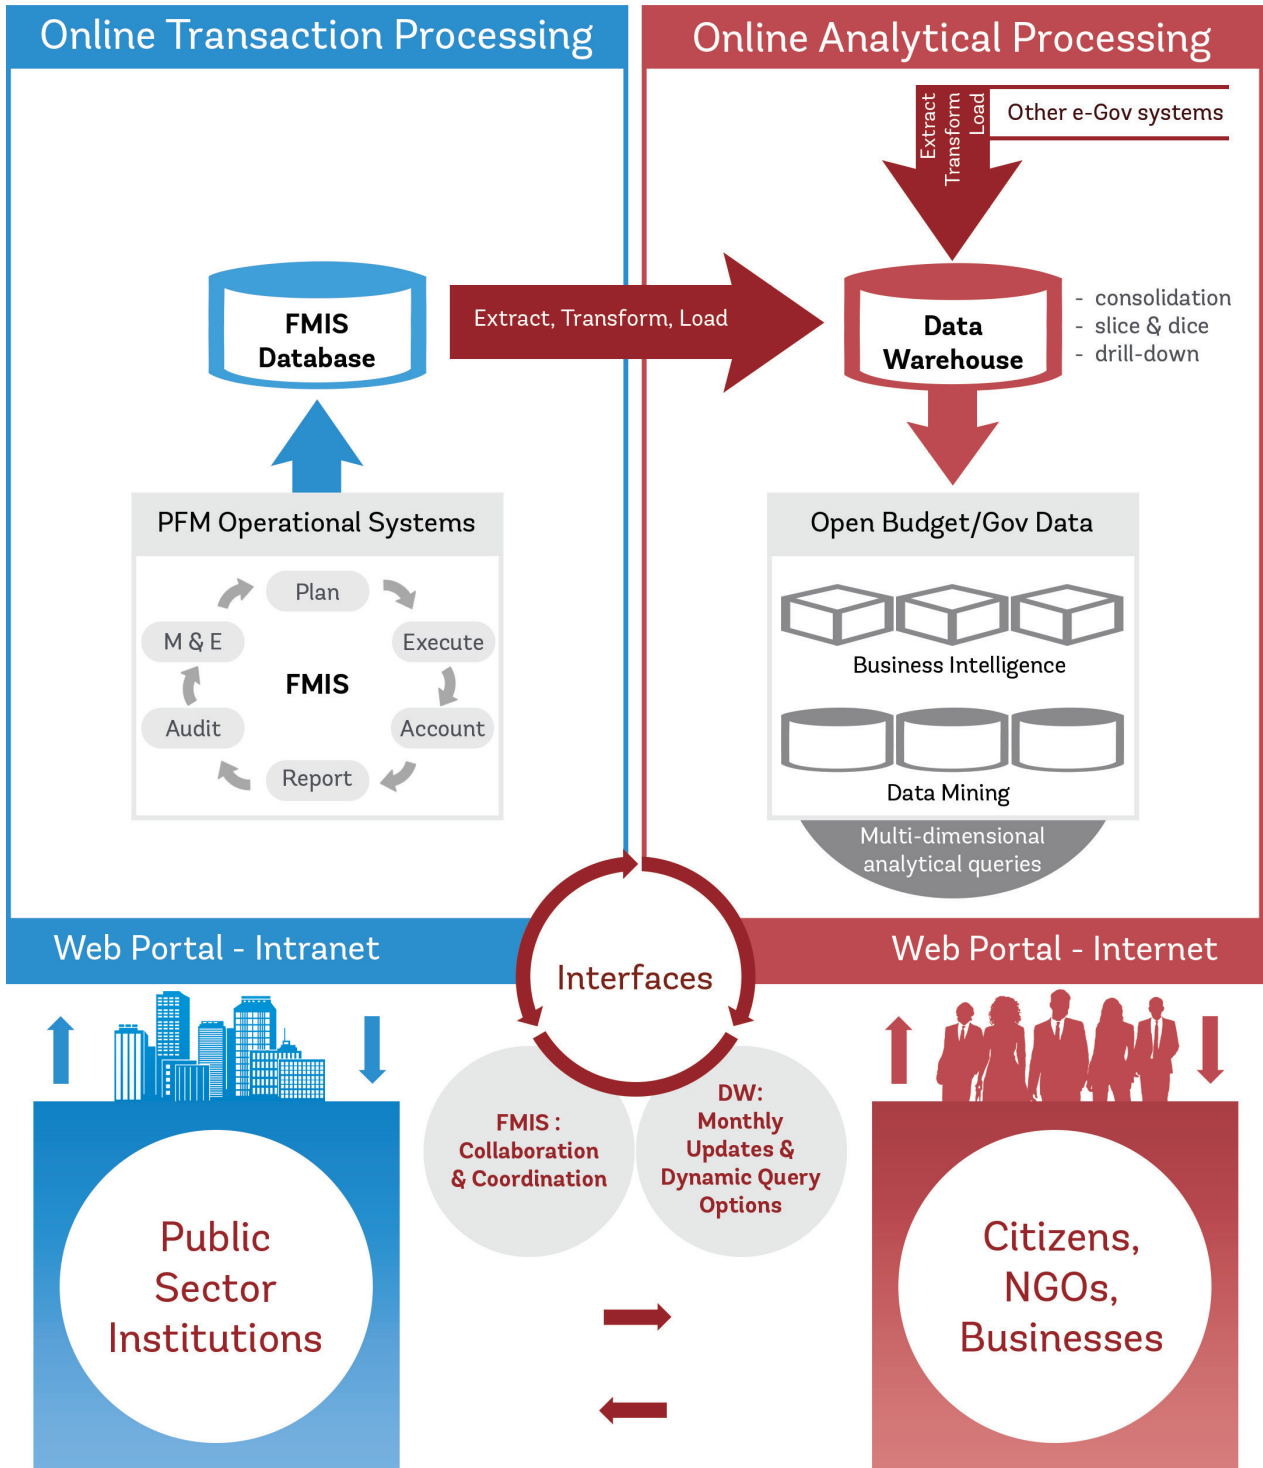 Online Transaction Processing
Online Analytical Processing
Extract
Transform
Load
Other e-Gov systems
FMIS
Database
Extract, Transform, Load
Data
Warehouse
- consolidation
- slice & dice
- drill-down
PFM Operational Systems
Plan
Execute
Account
Report
Audit
M & E
FMIS
Open Budget/Gov Data
Business Intelligence
Data Mining
Multi-dimensional
analytical queries
Web Portal - Intranet
Interfaces
Web Portal - Internet
FMIS :
Collaboration
& Coordination
DW:
Monthly
Updates &
Dynamic Query
Options
Public
Sector
Institutions
Citizens,
NGOs,
Businesses